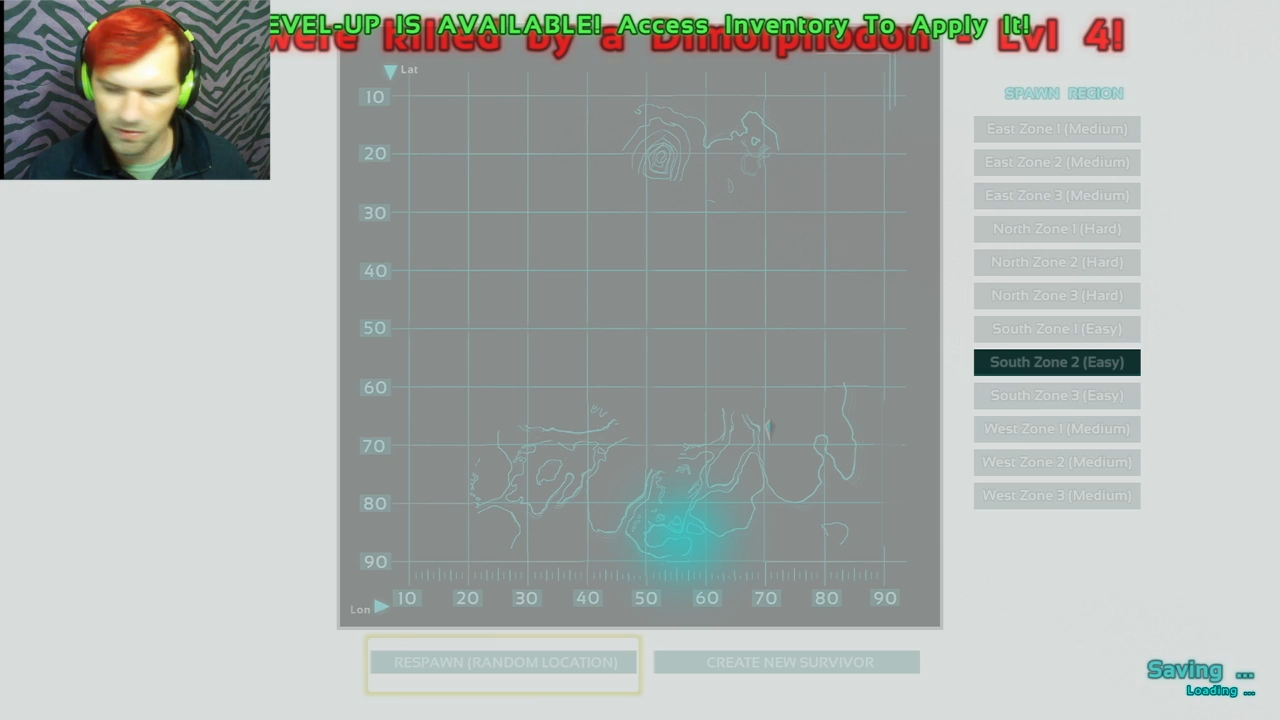 EVEL-UP IS AVAILABLE! Access Inventory To Apply It!
were killed by a Dimorphodon - Lvl 4!
Lat
10
20
30
40
50
60
70
80
90
Lon
10 20 30 40 50 60 70 80 90
SPAWN REGION
East Zone 1 (Medium)
East Zone 2 (Medium)
East Zone 3 (Medium)
North Zone 1 (Hard)
North Zone 2 (Hard)
North Zone 3 (Hard)
South Zone 1 (Easy)
South Zone 2 (Easy)
South Zone 3 (Easy)
West Zone 1 (Medium)
West Zone 2 (Medium)
West Zone 3 (Medium)
RESPAWN (RANDOM LOCATION)
CREATE NEW SURVIVOR
Saving ...
Loading ...